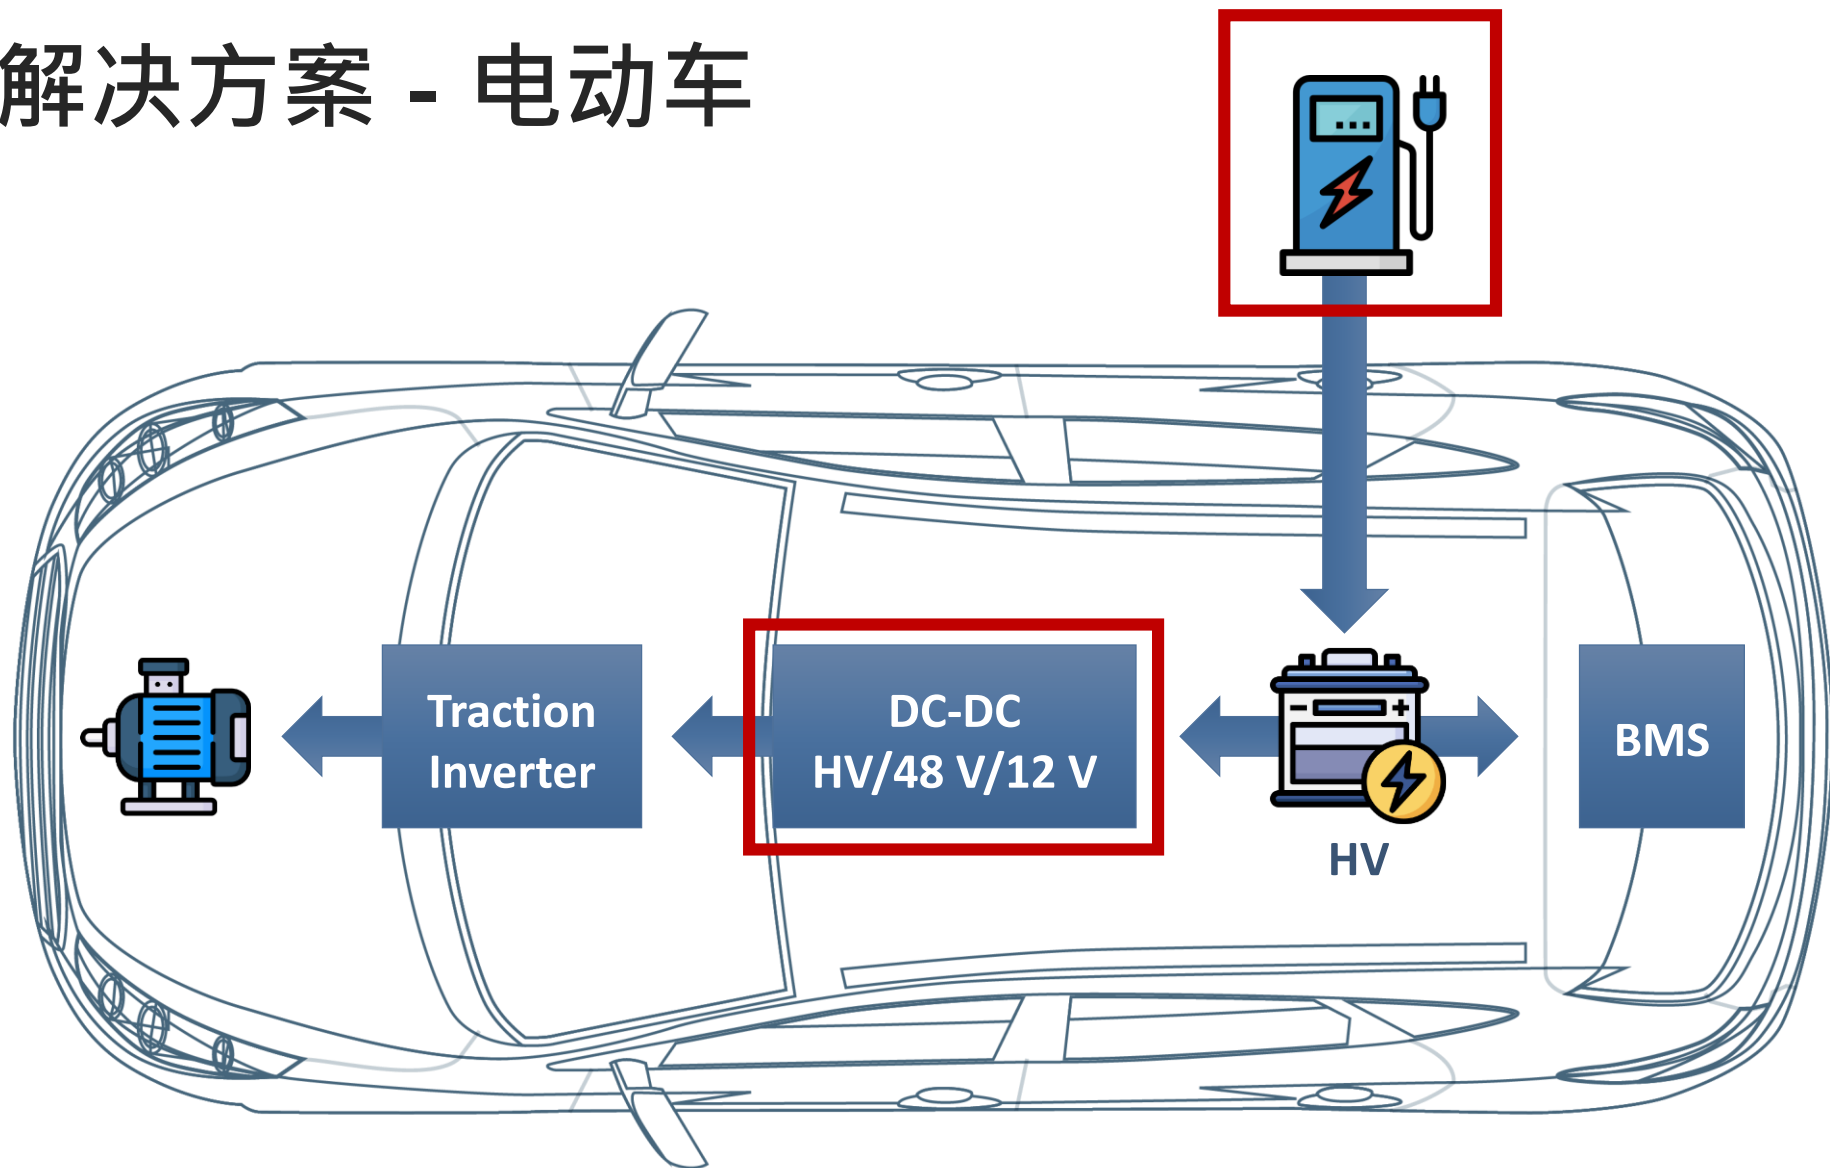 解决方案 - 电动车
Traction
Inverter
DC-DC
HV/48 V/12 V
HV
BMS